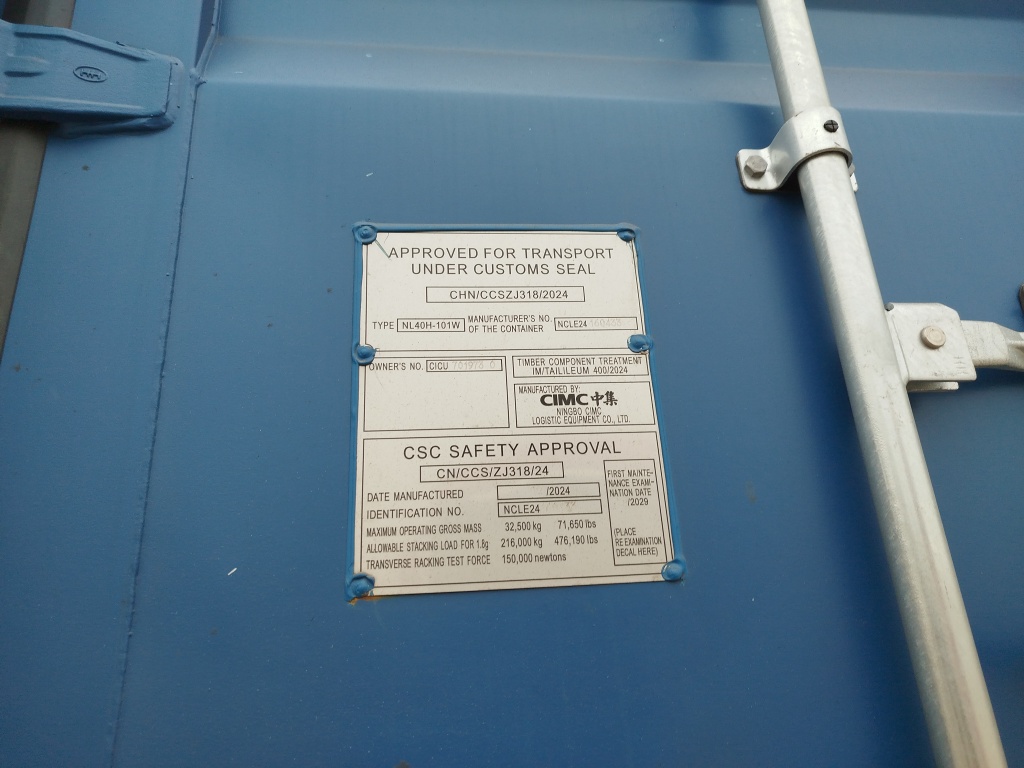 APPROVED FOR TRANSPORT
UNDER CUSTOMS SEAL
CHN/CCSZJ318/2024
TYPE NL40H-101W MANUFACTURER'S NO. OF THE CONTAINER NCLE24
OWNER'S NO. CICU
TIMBER COMPONENT TREATMENT
IM/TAILILEUM 400/2024
MANUFACTURED BY:
CIMC 中集
NINGBO CIMC
LOGISTIC EQUIPMENT CO., LTD.
CSC SAFETY APPROVAL
CN/CCS/ZJ318/24
DATE MANUFACTURED /2024
IDENTIFICATION NO. NCLE24
MAXIMUM OPERATING GROSS MASS 32,500 kg 71,650 lbs
ALLOWABLE STACKING LOAD FOR 1.8g 216,000 kg 476,190 lbs
TRANSVERSE RACKING TEST FORCE 150,000 newtons
FIRST MAINTE-
NANCE EXAMI-
NATION DATE
/2029
(PLACE
RE EXAMINATION
DECAL HERE)